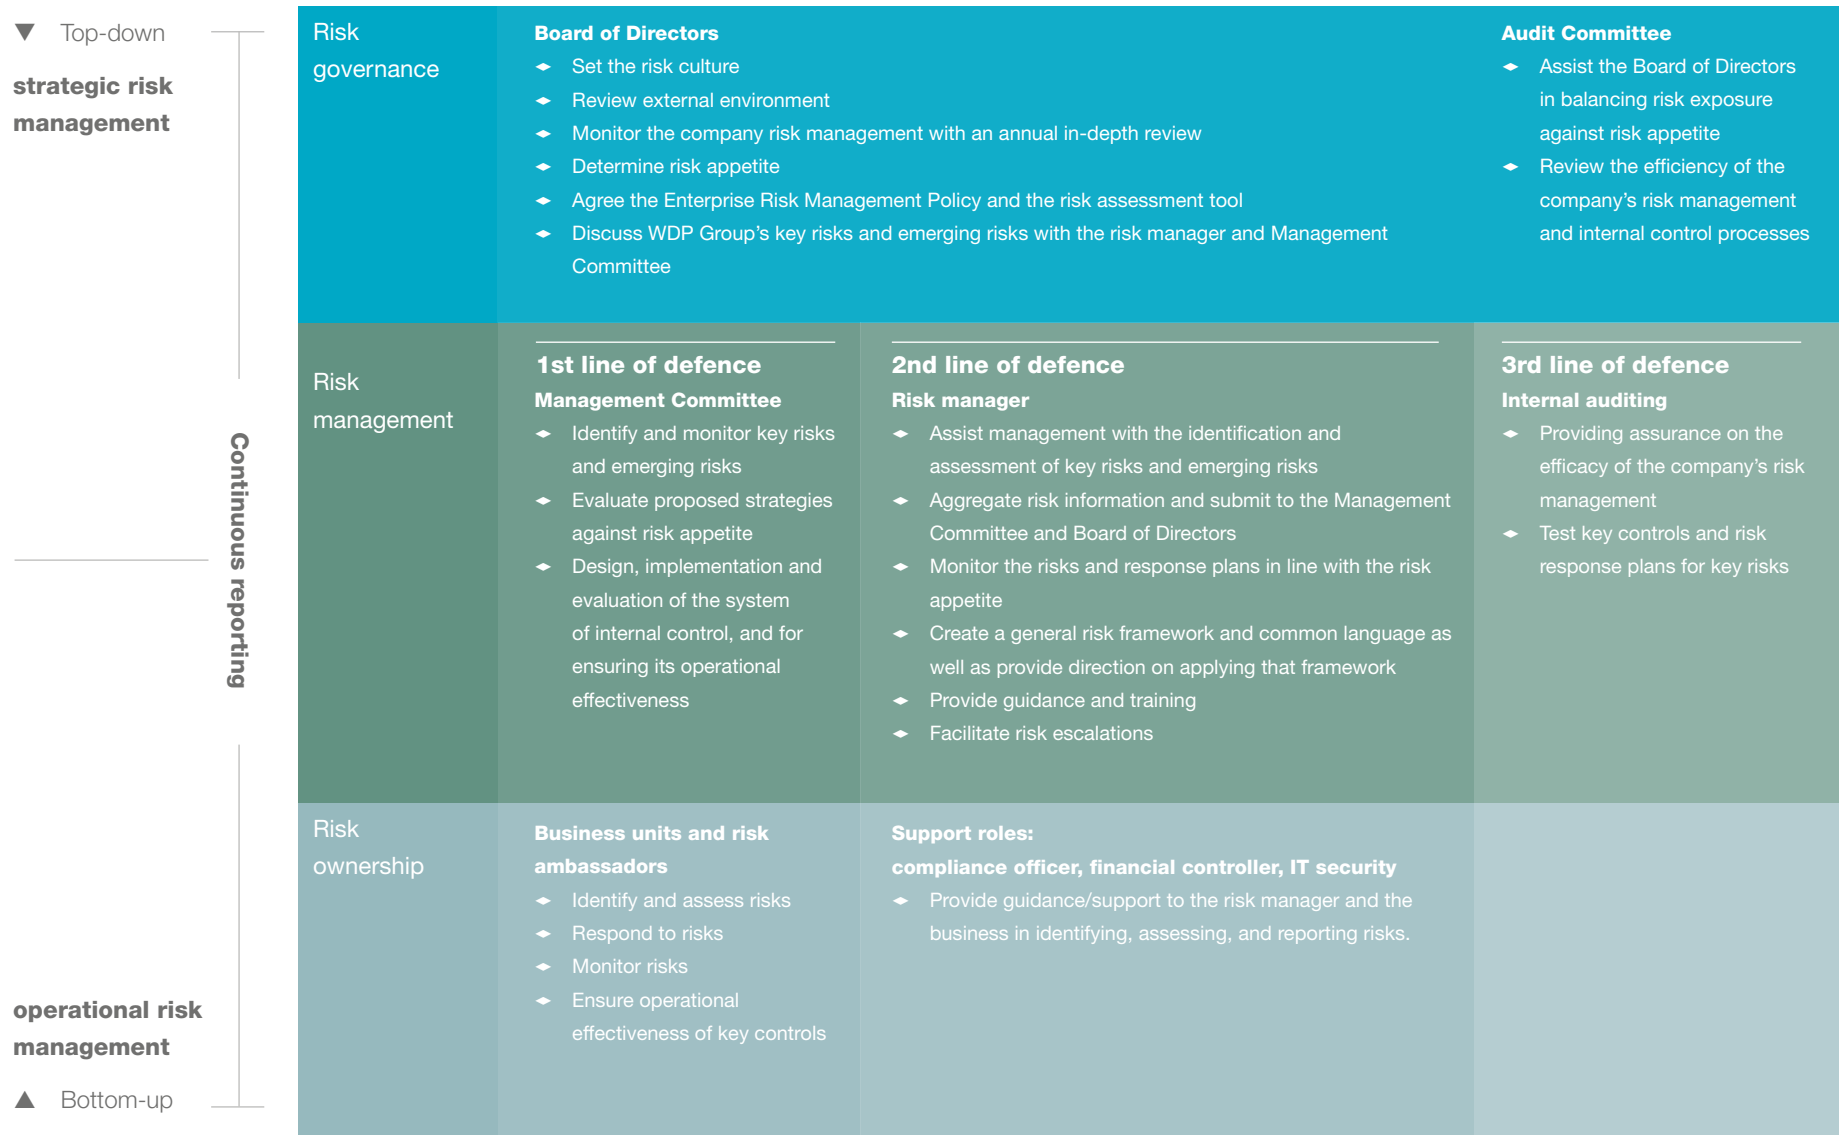 Top-down
strategic risk
management
Continuous reporting
operational risk
management
Bottom-up
Risk
governance
Board of Directors
Set the risk culture
Review external environment
Monitor the company risk management with an annual in-depth review
Determine risk appetite
Agree the Enterprise Risk Management Policy and the risk assessment tool
Discuss WDP Group’s key risks and emerging risks with the risk manager and Management
Committee
Audit Committee
Assist the Board of Directors
in balancing risk exposure
against risk appetite
Review the efficiency of the
company’s risk management
and internal control processes
Risk
management
1st line of defence
Management Committee
Identify and monitor key risks
and emerging risks
Evaluate proposed strategies
against risk appetite
Design, implementation and
evaluation of the system
of internal control, and for
ensuring its operational
effectiveness
2nd line of defence
Risk manager
Assist management with the identification and
assessment of key risks and emerging risks
Aggregate risk information and submit to the Management
Committee and Board of Directors
Monitor the risks and response plans in line with the risk
appetite
Create a general risk framework and common language as
well as provide direction on applying that framework
Provide guidance and training
Facilitate risk escalations
3rd line of defence
Internal auditing
Providing assurance on the
efficacy of the company’s risk
management
Test key controls and risk
response plans for key risks
Risk
ownership
Business units and risk
ambassadors
Identify and assess risks
Respond to risks
Monitor risks
Ensure operational
effectiveness of key controls
Support roles:
compliance officer, financial controller, IT security
Provide guidance/support to the risk manager and the
business in identifying, assessing, and reporting risks.